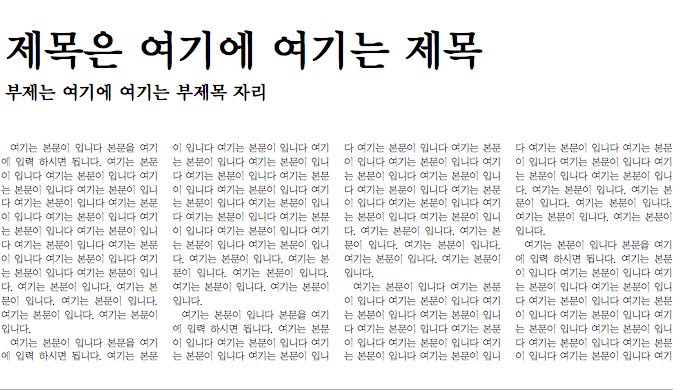 제목은 여기에 여기는 제목
부제는 여기에 여기는 부제목 자리
여기는 본문이 입니다 본문을 여기
에 입력 하시면 됩니다. 여기는 본문
이 입니다 여기는 본문이 입니다 여기
는 본문이 입니다 여기는 본문이 입니
다 여기는 본문이 입니다 여기는 본문
이 입니다 여기는 본문이 입니다 여기
는 본문이 입니다 여기는 본문이 입니
다 여기는 본문이 입니다 여기는 본문
이 입니다 여기는 본문이 입니다 여기
는 본문이 입니다 여기는 본문이 입니
다. 여기는 본문이 입니다. 여기는 본
문이 입니다. 여기는 본문이 입니다.
여기는 본문이 입니다. 여기는 본문이
입니다.
여기는 본문이 입니다 본문을 여기
에 입력 하시면 됩니다. 여기는 본문
이 입니다 여기는 본문이 입니다 여기
는 본문이 입니다 여기는 본문이 입니
다 여기는 본문이 입니다 여기는 본문
이 입니다 여기는 본문이 입니다 여기
는 본문이 입니다 여기는 본문이 입니
다 여기는 본문이 입니다 여기는 본문
이 입니다 여기는 본문이 입니다 여기
는 본문이 입니다 여기는 본문이 입니
다. 여기는 본문이 입니다. 여기는 본
문이 입니다. 여기는 본문이 입니다.
여기는 본문이 입니다. 여기는 본문이
입니다.
여기는 본문이 입니다 본문을 여기
에 입력 하시면 됩니다. 여기는 본문
이 입니다 여기는 본문이 입니다 여기
는 본문이 입니다 여기는 본문이 입니
다 여기는 본문이 입니다 여기는 본문
이 입니다 여기는 본문이 입니다 여기
는 본문이 입니다 여기는 본문이 입니
다 여기는 본문이 입니다 여기는 본문
이 입니다 여기는 본문이 입니다 여기
는 본문이 입니다 여기는 본문이 입니
다. 여기는 본문이 입니다. 여기는 본
문이 입니다. 여기는 본문이 입니다.
여기는 본문이 입니다. 여기는 본문이
입니다.
여기는 본문이 입니다 여기는 본문
이 입니다 여기는 본문이 입니다 여기
는 본문이 입니다 여기는 본문이 입니
다 여기는 본문이 입니다 여기는 본문
이 입니다 여기는 본문이 입니다 여기
는 본문이 입니다 여기는 본문이 입니
다 여기는 본문이 입니다 여기는 본문
이 입니다 여기는 본문이 입니다 여기
는 본문이 입니다 여기는 본문이 입니
다. 여기는 본문이 입니다. 여기는 본
문이 입니다. 여기는 본문이 입니다.
여기는 본문이 입니다. 여기는 본문이
입니다.
여기는 본문이 입니다 본문을 여기
에 입력 하시면 됩니다. 여기는 본문
이 입니다 여기는 본문이 입니다 여기
는 본문이 입니다 여기는 본문이 입니
다 여기는 본문이 입니다 여기는 본문
이 입니다 여기는 본문이 입니다 여기
는 본문이 입니다 여기는 본문이 입니
다 여기는 본문이 입니다 여기는 본문
이 입니다 여기는 본문이 입니다 여기